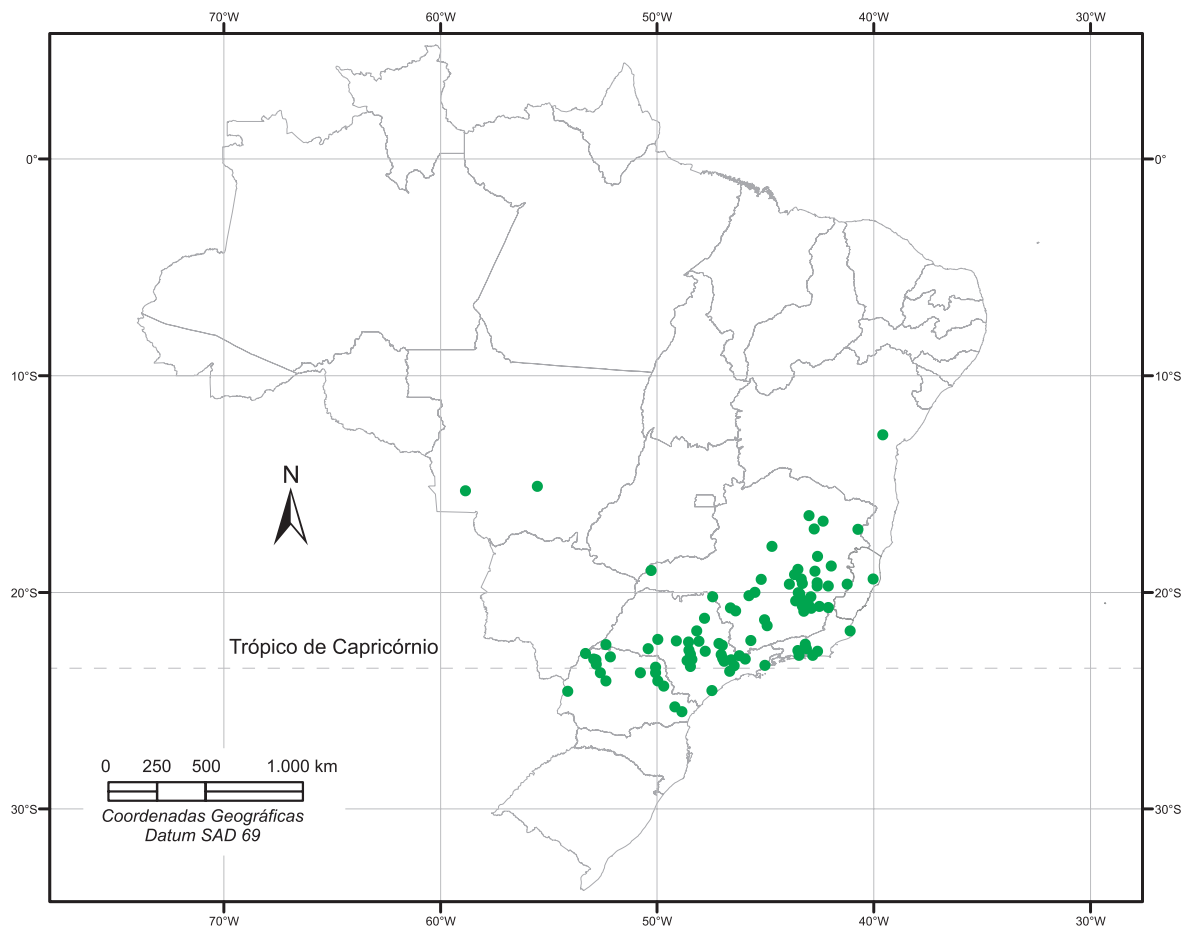 70°W 60°W 50°W 40°W 30°W
0° 0°
10°S 10°S
N
20°S 20°S
Trópico de Capricórnio
0 250 500 1.000 km
30°S 30°S
Coordenadas Geográficas
Datum SAD 69
70°W 60°W 50°W 40°W 30°W